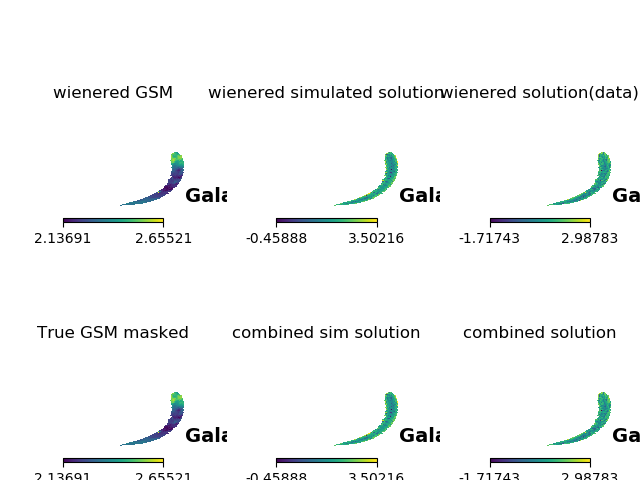 wienered GSM
wienered simulated solution
wienered solution(data)
Gala
Gala
Ga
2.13691 2.65521
-0.45888 3.50216
-1.71743 2.98783
True GSM masked
combined sim solution
combined solution
Gala
Gala
Ga
2.13691 2.65521
-0.45888 3.50216
-1.71743 2.98783